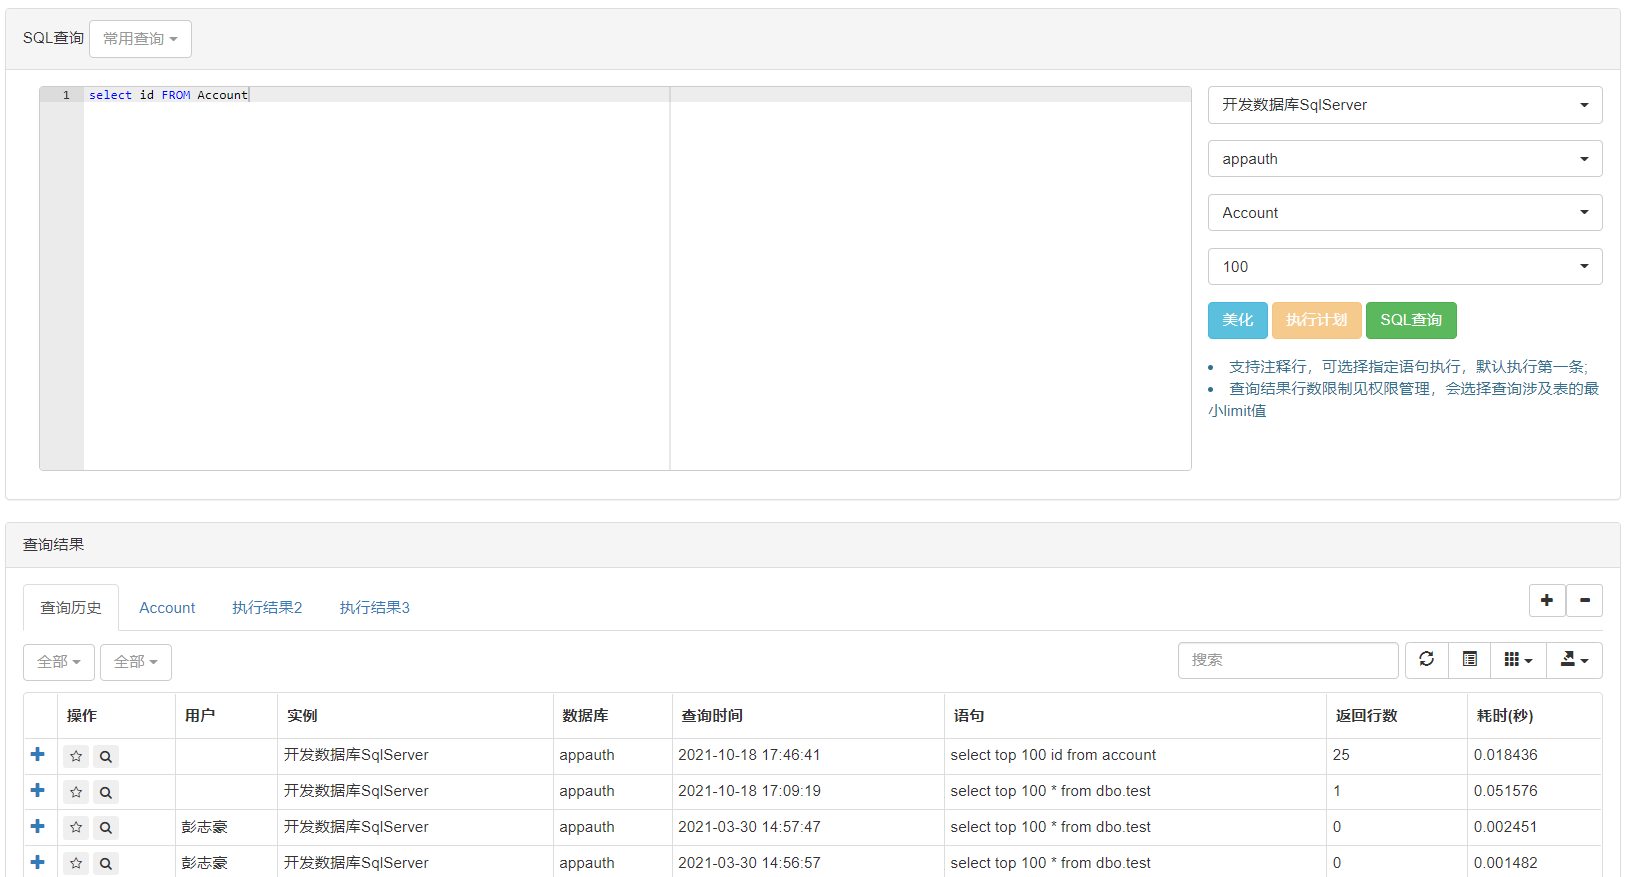 SQL查询 常用查询
1 select id FROM Account
开发数据库SqlServer
appauth
Account
100
美化 执行计划 SQL查询
• 支持注释行，可选择指定语句执行，默认执行第一条;
• 查询结果行数限制见权限管理，会选择查询涉及表的最
小limit值
查询结果
查询历史 Account 执行结果2 执行结果3
全部 全部 搜索
操作 用户 实例 数据库 查询时间 语句 返回行数 耗时(秒)
开发数据库SqlServer appauth 2021-10-18 17:46:41 select top 100 id from account 25 0.018436
开发数据库SqlServer appauth 2021-10-18 17:09:19 select top 100 * from dbo.test 1 0.051576
彭志豪 开发数据库SqlServer appauth 2021-03-30 14:57:47 select top 100 * from dbo.test 0 0.002451
彭志豪 开发数据库SqlServer appauth 2021-03-30 14:56:57 select top 100 * from dbo.test 0 0.001482